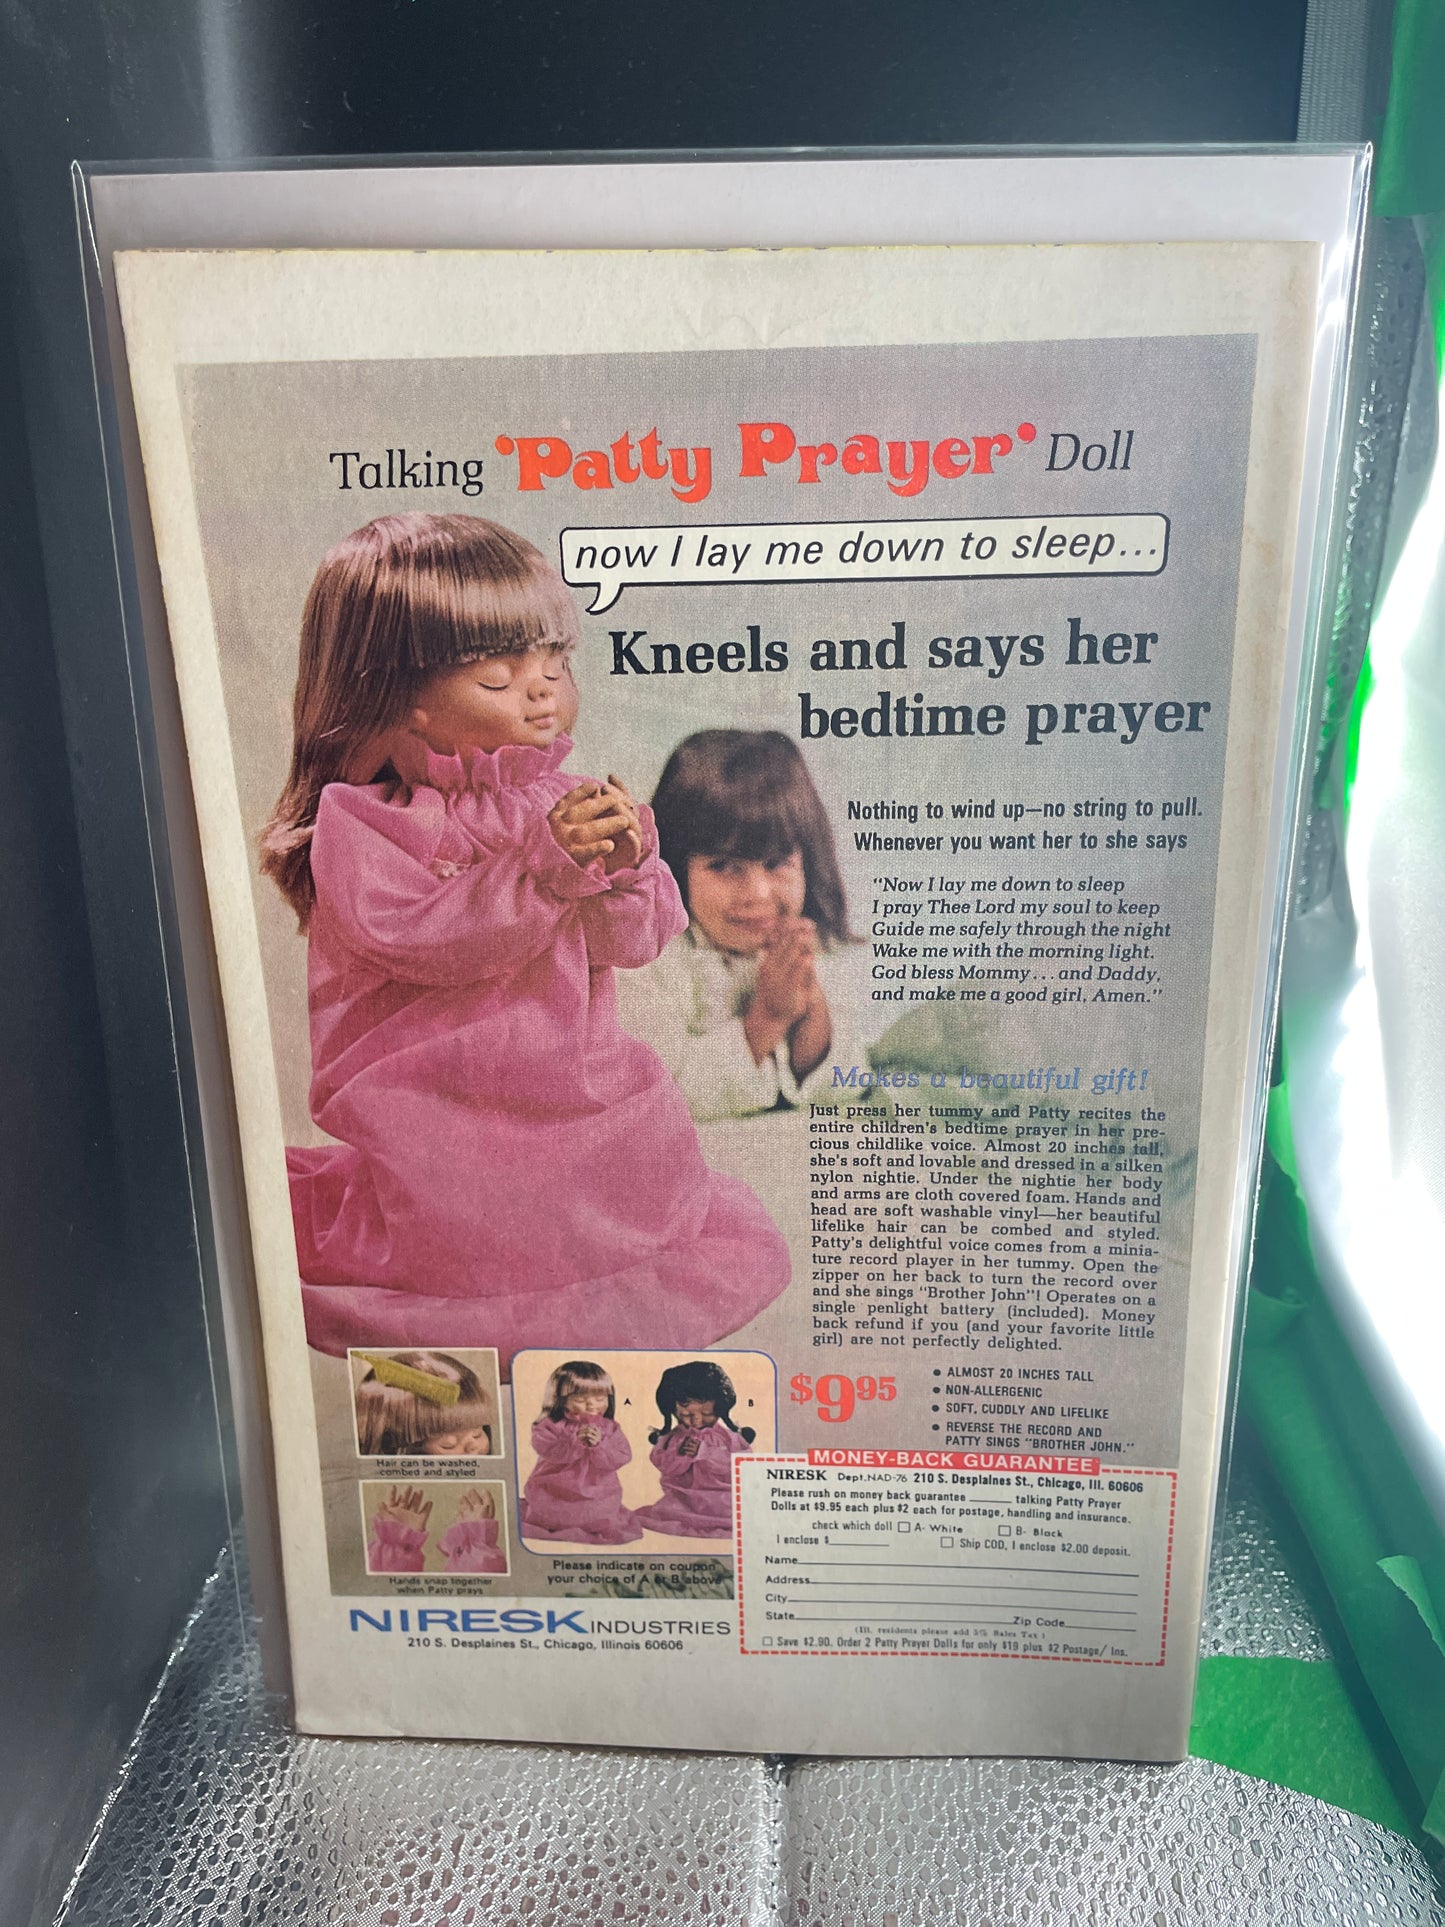 Talking 'Patty Prayer' Doll
now I lay me down to sleep...
Kneels and says her
bedtime prayer
Nothing to wind up—no string to pull.
Whenever you want her to she says
"Now I lay me down to sleep
I pray Thee Lord my soul to keep
Guide me safely through the night
Wake me with the morning light.
God bless Mommy...and Daddy,
and make me a good girl, Amen."
Makes a beautiful gift!
Just press her tummy and Patty recites the
entire children's bedtime prayer in her pre-
cious childlike voice. Almost 20 inches tall,
she's soft and lovable and dressed in a silken
nylon nightie. Under the nightie her body
and arms are cloth covered foam. Hands and
head are soft washable vinyl—her beautiful
lifelike hair can be combed and styled.
Patty's delightful voice comes from a minia-
ture record player in her tummy. Open the
zipper on her back to turn the record over
and she sings "Brother John"! Operates on a
single penlight battery (included). Money
back refund if you (and your favorite little
girl) are not perfectly delighted.
$9.95
• ALMOST 20 INCHES TALL
• NON-ALLERGENIC
• SOFT, CUDDLY AND LIFELIKE
• REVERSE THE RECORD AND
PATTY SINGS "BROTHER JOHN."
Hair can be washed,
combed and styled
Hands snap together
when Patty prays
A
B
Please indicate on coupon
your choice of A or B above
NIRESK INDUSTRIES
210 S. Desplaines St., Chicago, Illinois 60606
MONEY-BACK GUARANTEE
NIRESK Dept.NAD-76 210 S. Desplaines St., Chicago, Ill. 60606
Please rush on money back guarantee ______ talking Patty Prayer
Dolls at $9.95 each plus $2 each for postage, handling and insurance.
check which doll □ A- White □ B- Black
I enclose $______ □ Ship COD, I enclose $2.00 deposit.
Name
Address
City
State Zip Code
(Ill. residents please add 5% Sales Tax)
□ Save $2.90. Order 2 Patty Prayer Dolls for only $19 plus $2 Postage/ Ins.